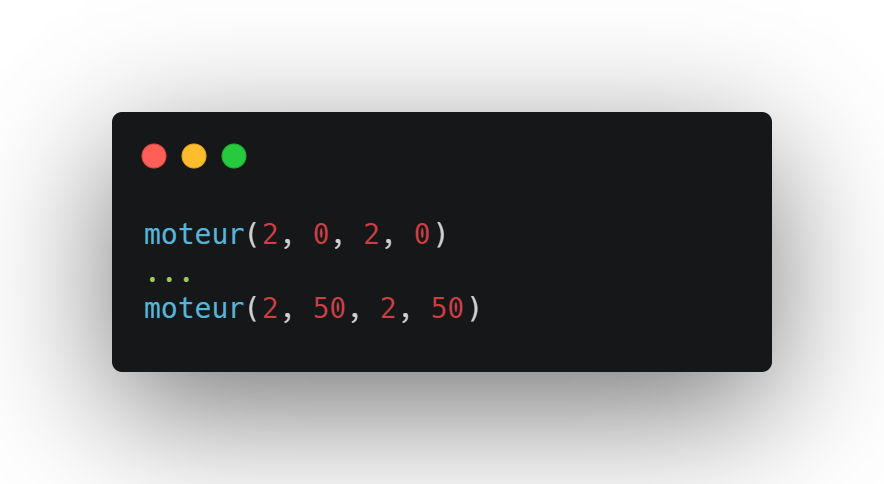 moteur(2, 0, 2, 0)
...
moteur(2, 50, 2, 50)